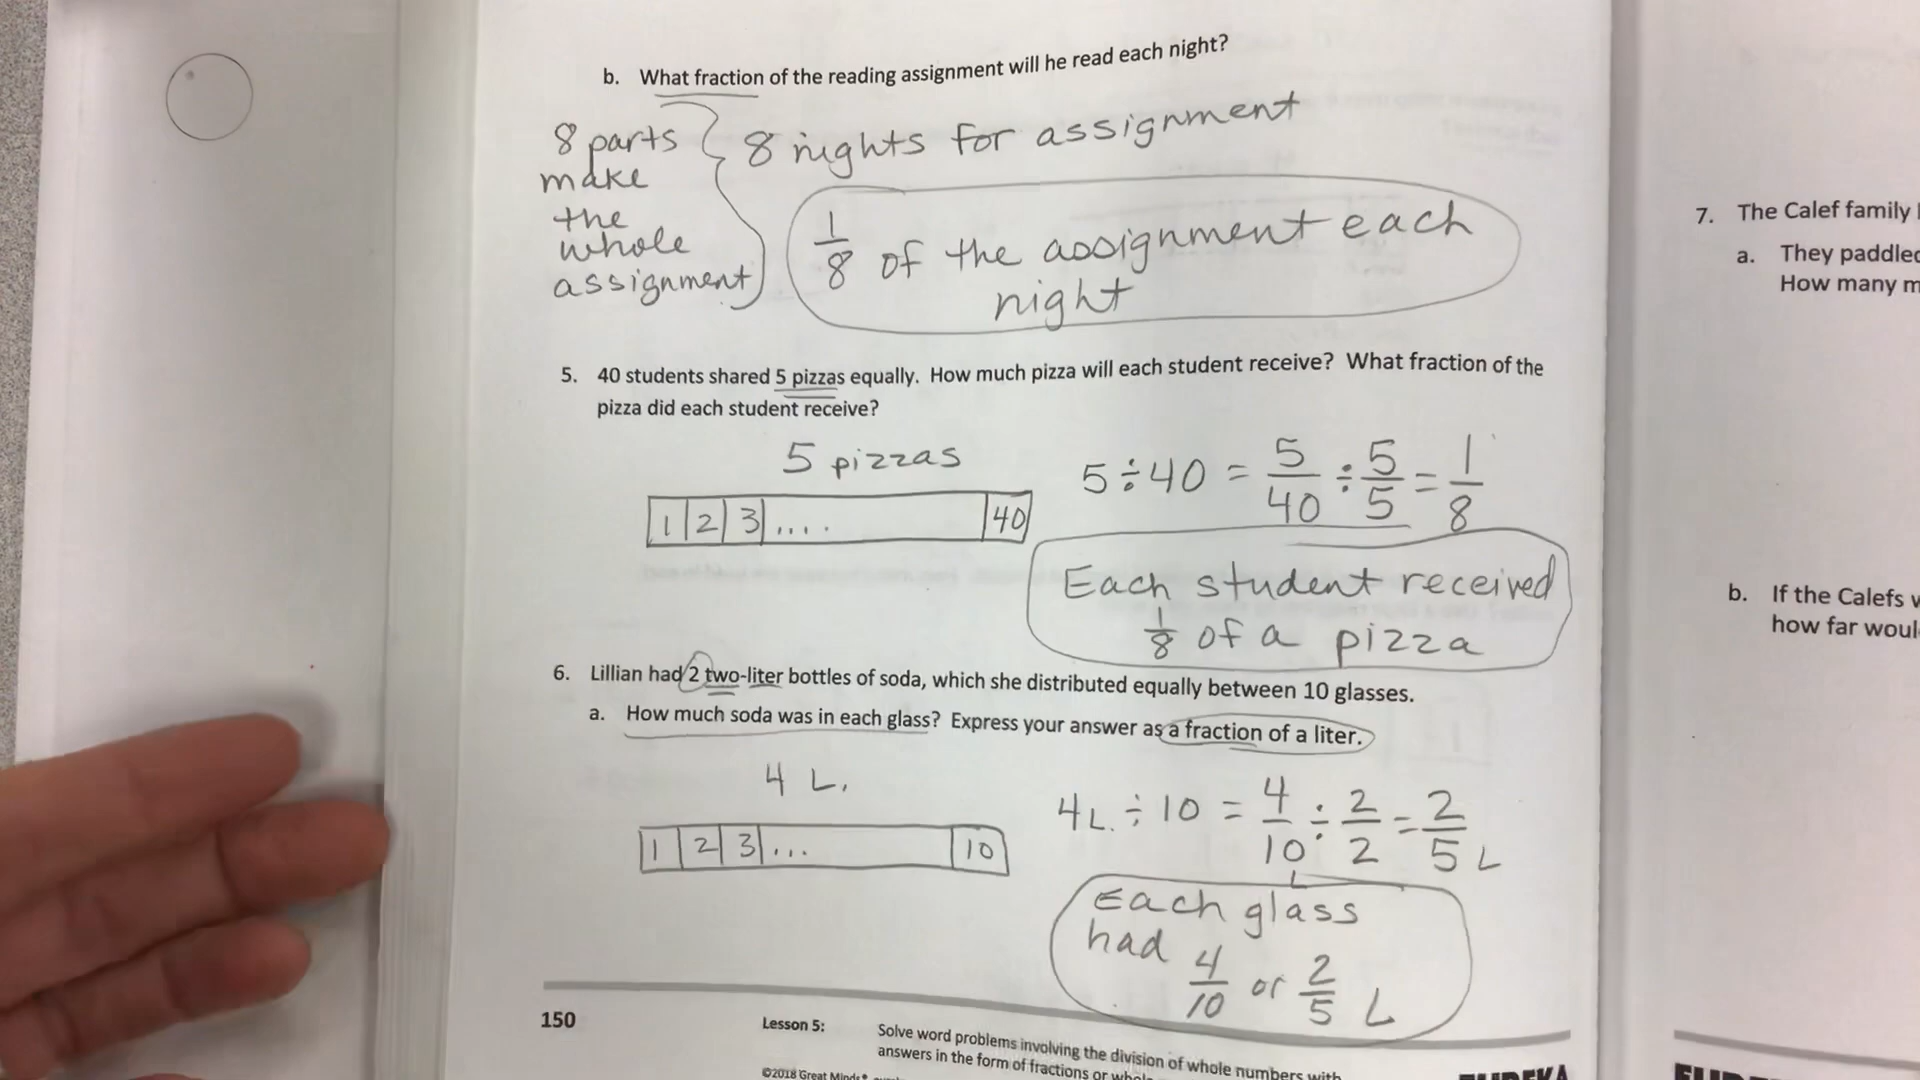 b. What fraction of the reading assignment will he read each night?
8 parts
make
the
whole
assignment
8 nights for assignment
1/8 of the assignment each
night
5. 40 students shared 5 pizzas equally. How much pizza will each student receive? What fraction of the
pizza did each student receive?
5 pizzas
1 2 3 .... 40
5 ÷ 40 = 5/40 ÷ 5/5 = 1/8
Each student received
1/8 of a pizza
6. Lillian had 2 two-liter bottles of soda, which she distributed equally between 10 glasses.
a. How much soda was in each glass? Express your answer as a fraction of a liter.
4 L.
1 2 3 ... 10
4L. ÷ 10 = 4/10 ÷ 2/2 = 2/5 L
L
Each glass
had 4/10 or 2/5 L
150
Lesson 5:
Solve word problems involving the division of whole numbers with
answers in the form of fractions or
©2018 Great Minds®
EUREKA
7. The Calef family
a. They paddled
How many
b. If the Calefs
how far